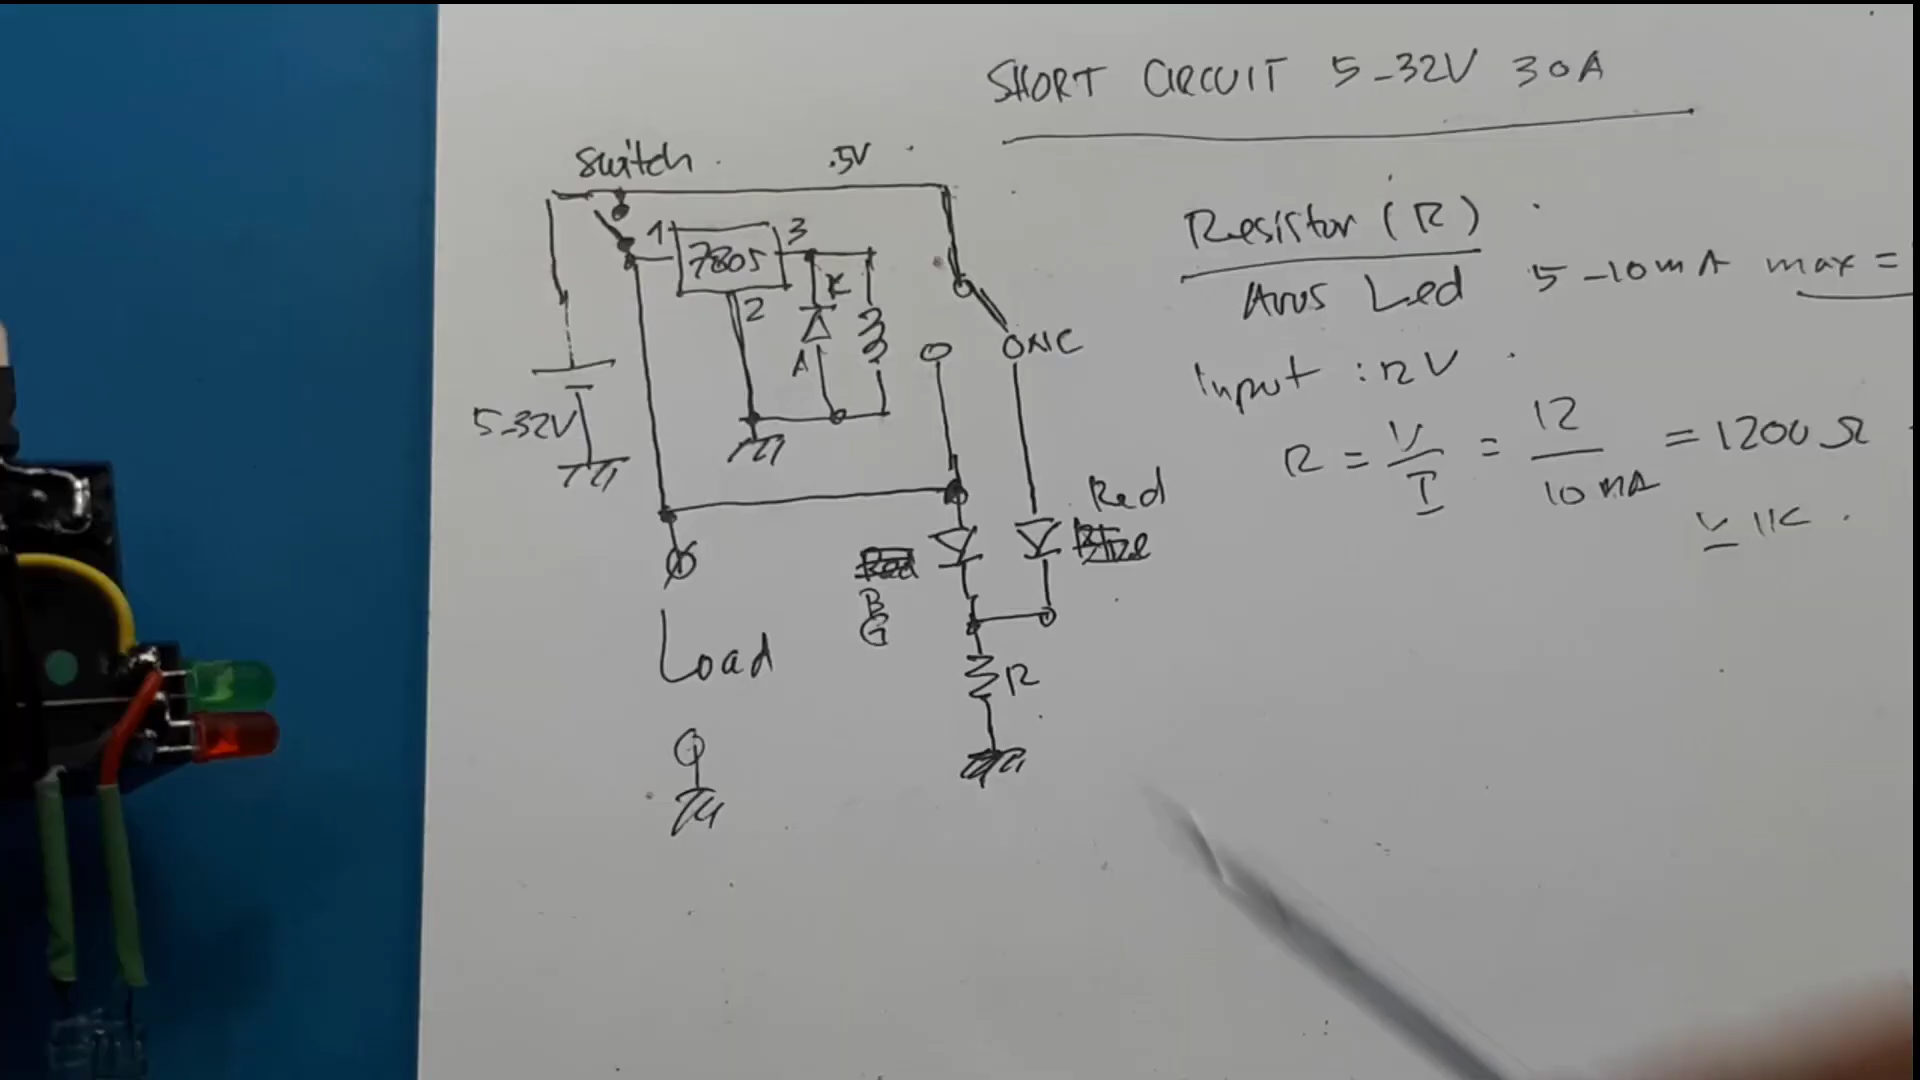 SHORT CIRCUIT 5-32V 30A
Switch
.5V
1
7805
3
2
K
A
5-32V
NC
Red
B
G
R
Load
Resistor (R)
Arus Led 5-10mA max =
Input : 12V
R = V/I = 12/10mA = 1200 Ω
1K